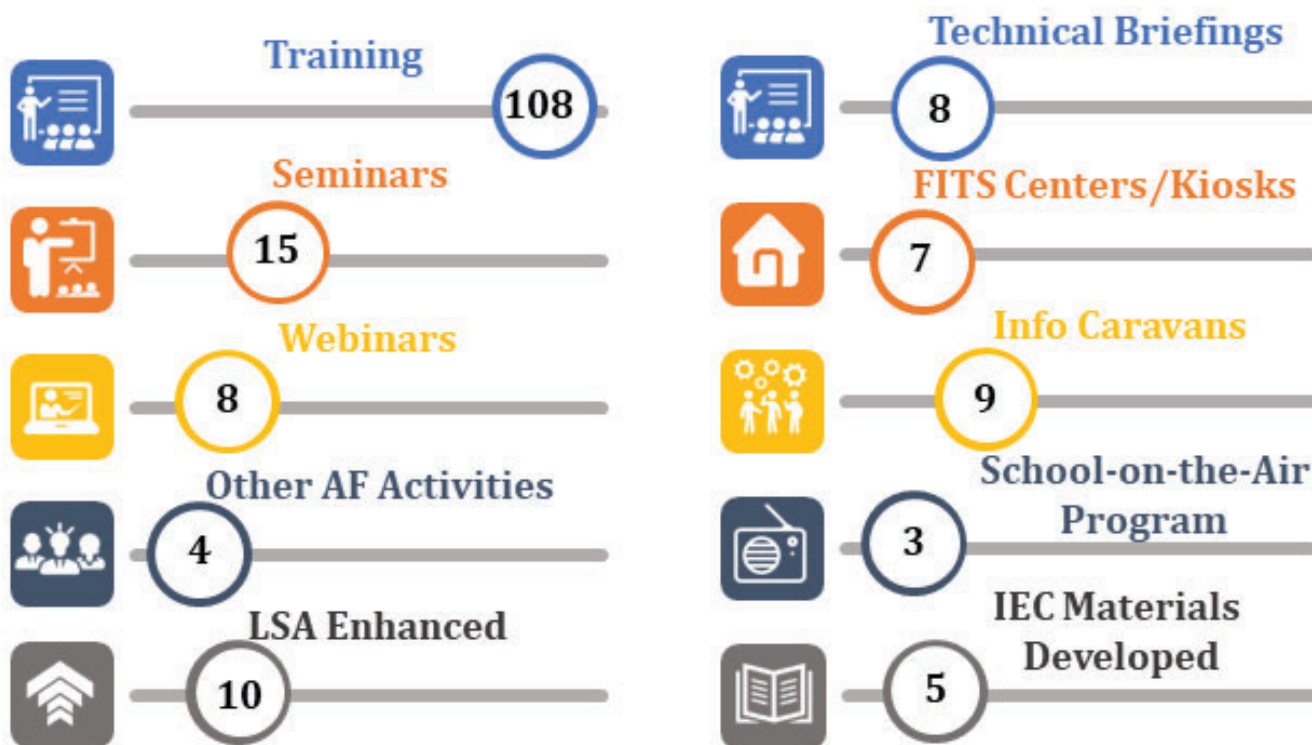 Training
108
Seminars
15
Webinars
8
Other AF Activities
4
LSA Enhanced
10
Technical Briefings
8
FITS Centers/Kiosks
7
Info Caravans
9
School-on-the-Air
Program
3
IEC Materials
Developed
5